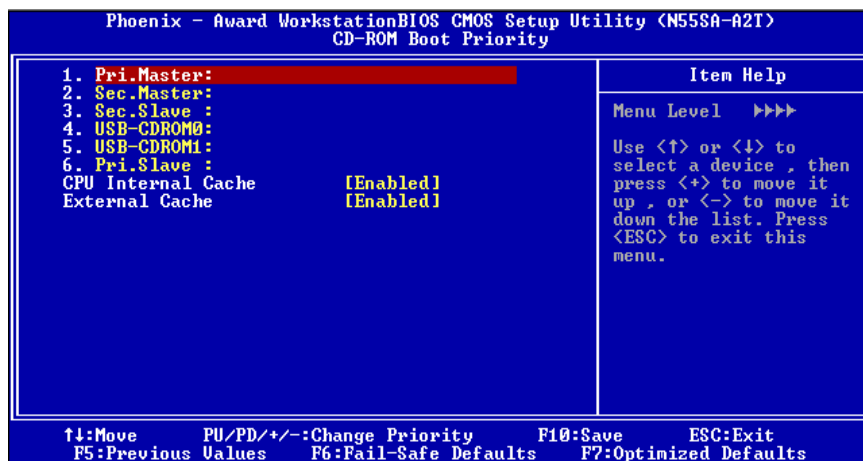 Phoenix - Award WorkstationBIOS CMOS Setup Utility (N55SA-A2T)
CD-ROM Boot Priority
1. Pri.Master:
2. Sec.Master:
3. Sec.Slave :
4. USB-CDROM0:
5. USB-CDROM1:
6. Pri.Slave :
CPU Internal Cache [Enabled]
External Cache [Enabled]
Item Help
Menu Level ►►►►
Use <↑> or <↓> to
select a device , then
press <+> to move it
up , or <-> to move it
down the list. Press
<ESC> to exit this
menu.
↑↓:Move PU/PD/+/-:Change Priority F10:Save ESC:Exit
F5:Previous Values F6:Fail-Safe Defaults F7:Optimized Defaults